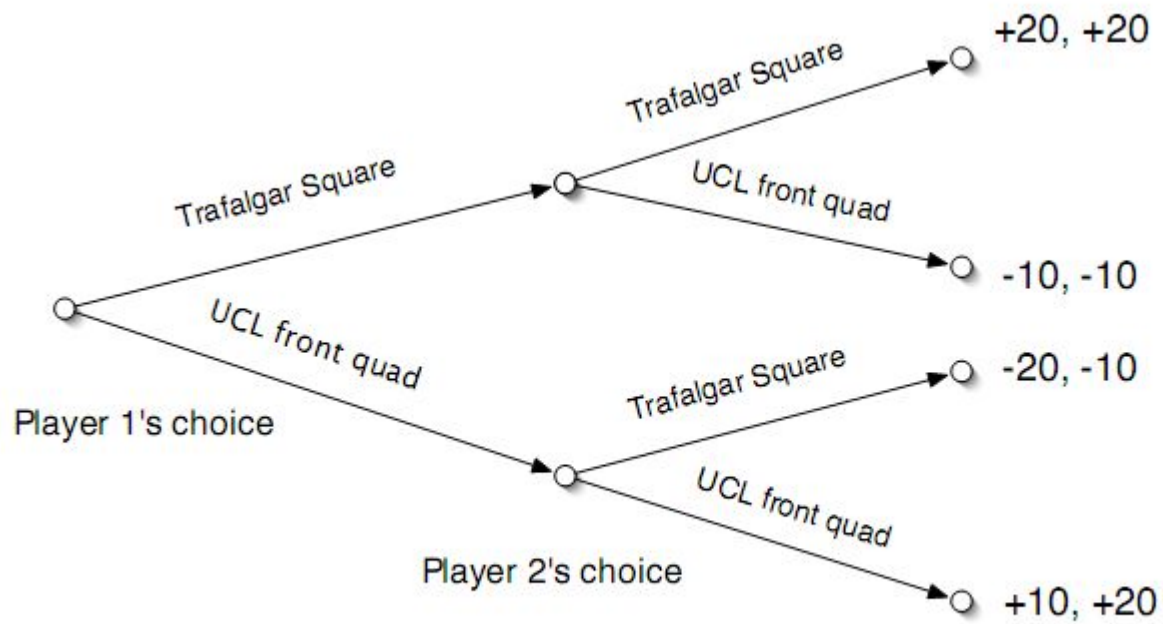 +20, +20
Trafalgar Square
Trafalgar Square
UCL front quad
-10, -10
UCL front quad
Trafalgar Square
-20, -10
Player 1's choice
UCL front quad
Player 2's choice
+10, +20